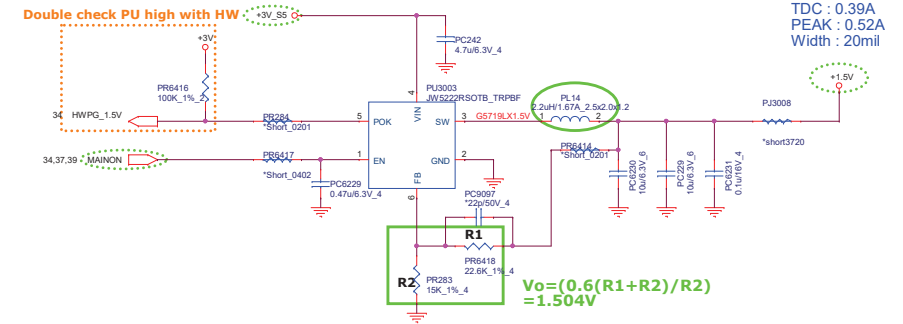 Double check PU high with HW
+3V_S5
TDC : 0.39A
PEAK : 0.52A
Width : 20mil
+3V
PC242
4.7u/6.3V_4
+1.5V
PR6416
100K_1%_2
PU3003
JW5222RSOTB_TRPBF
PL14
2.2uH/1.67A_2.5x2.0x1.2
PJ3008
34
HWPG_1.5V
PR284
*Short_0201
5
POK
4
VIN
SW
3
G5719LX1.5V
1
2
*short3720
34,37,39
MAINON
PR6417
*Short_0402
1
EN
GND
2
PR6414
*Short_0201
PC6229
0.47u/6.3V_4
FB
6
PC9097
*22p/50V_4
PC6230
10u/6.3V_6
PC229
10u/6.3V_6
PC6231
0.1u/16V_4
R1
PR6418
22.6K_1%_4
R2
PR283
15K_1%_4
Vo=(0.6(R1+R2)/R2)
=1.504V